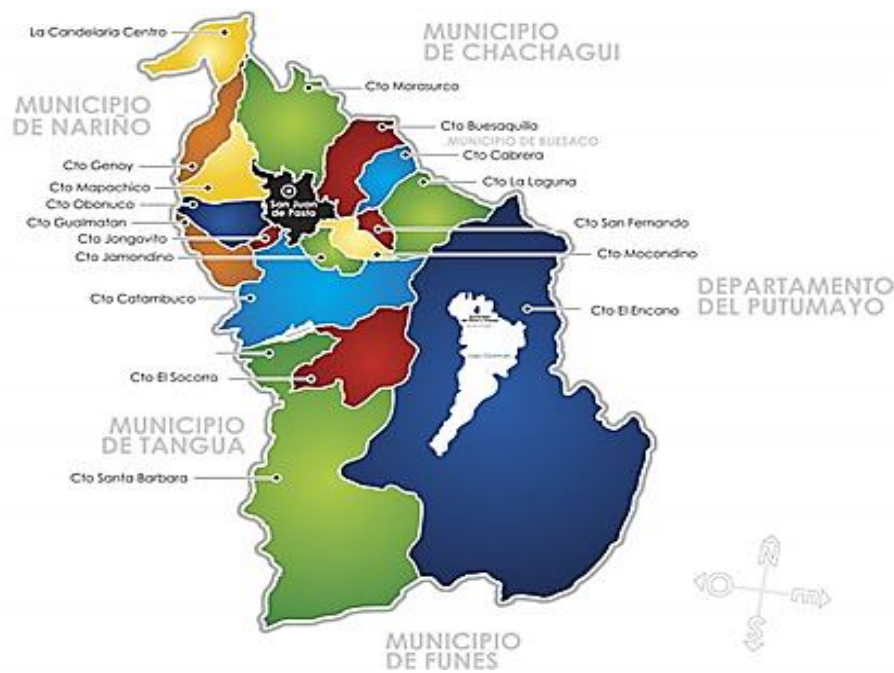 La Candelaria Centro
MUNICIPIO
DE CHACHAGUI
Cto Morasurco
MUNICIPIO
DE NARIÑO
Cto Buesaquillo
MUNICIPIO DE BUESACO
Cto Cabrera
Cto Genoy
Cto La Laguna
Cto Mapachico
San Juan
de Pasto
Cto Obonuco
Cto Gualmatan
Cto San Fernando
Cto Jongovito
Cto Mocondino
Cto Jamondino
DEPARTAMENTO
DEL PUTUMAYO
Cto Catambuco
Cto El Encano
Cto El Socorro
MUNICIPIO
DE TANGUA
Cto Santa Barbara
N
O
E
S
MUNICIPIO
DE FUNES